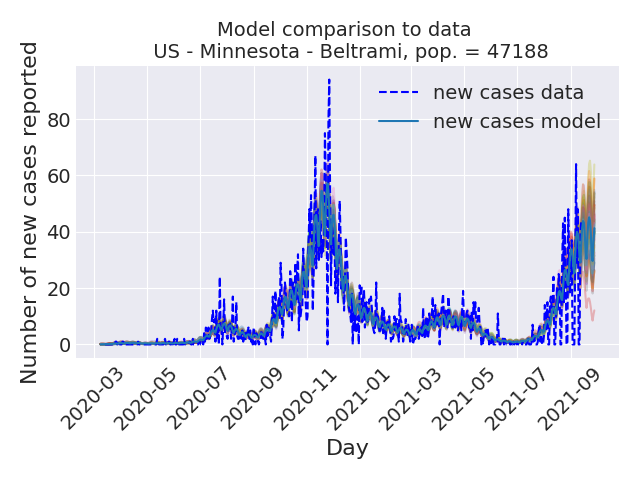 Model comparison to data
US - Minnesota - Beltrami, pop. = 47188
Number of new cases reported
new cases data
new cases model
80
60
40
20
0
2020-03
2020-05
2020-07
2020-09
2020-11
2021-01
2021-03
2021-05
2021-07
2021-09
Day